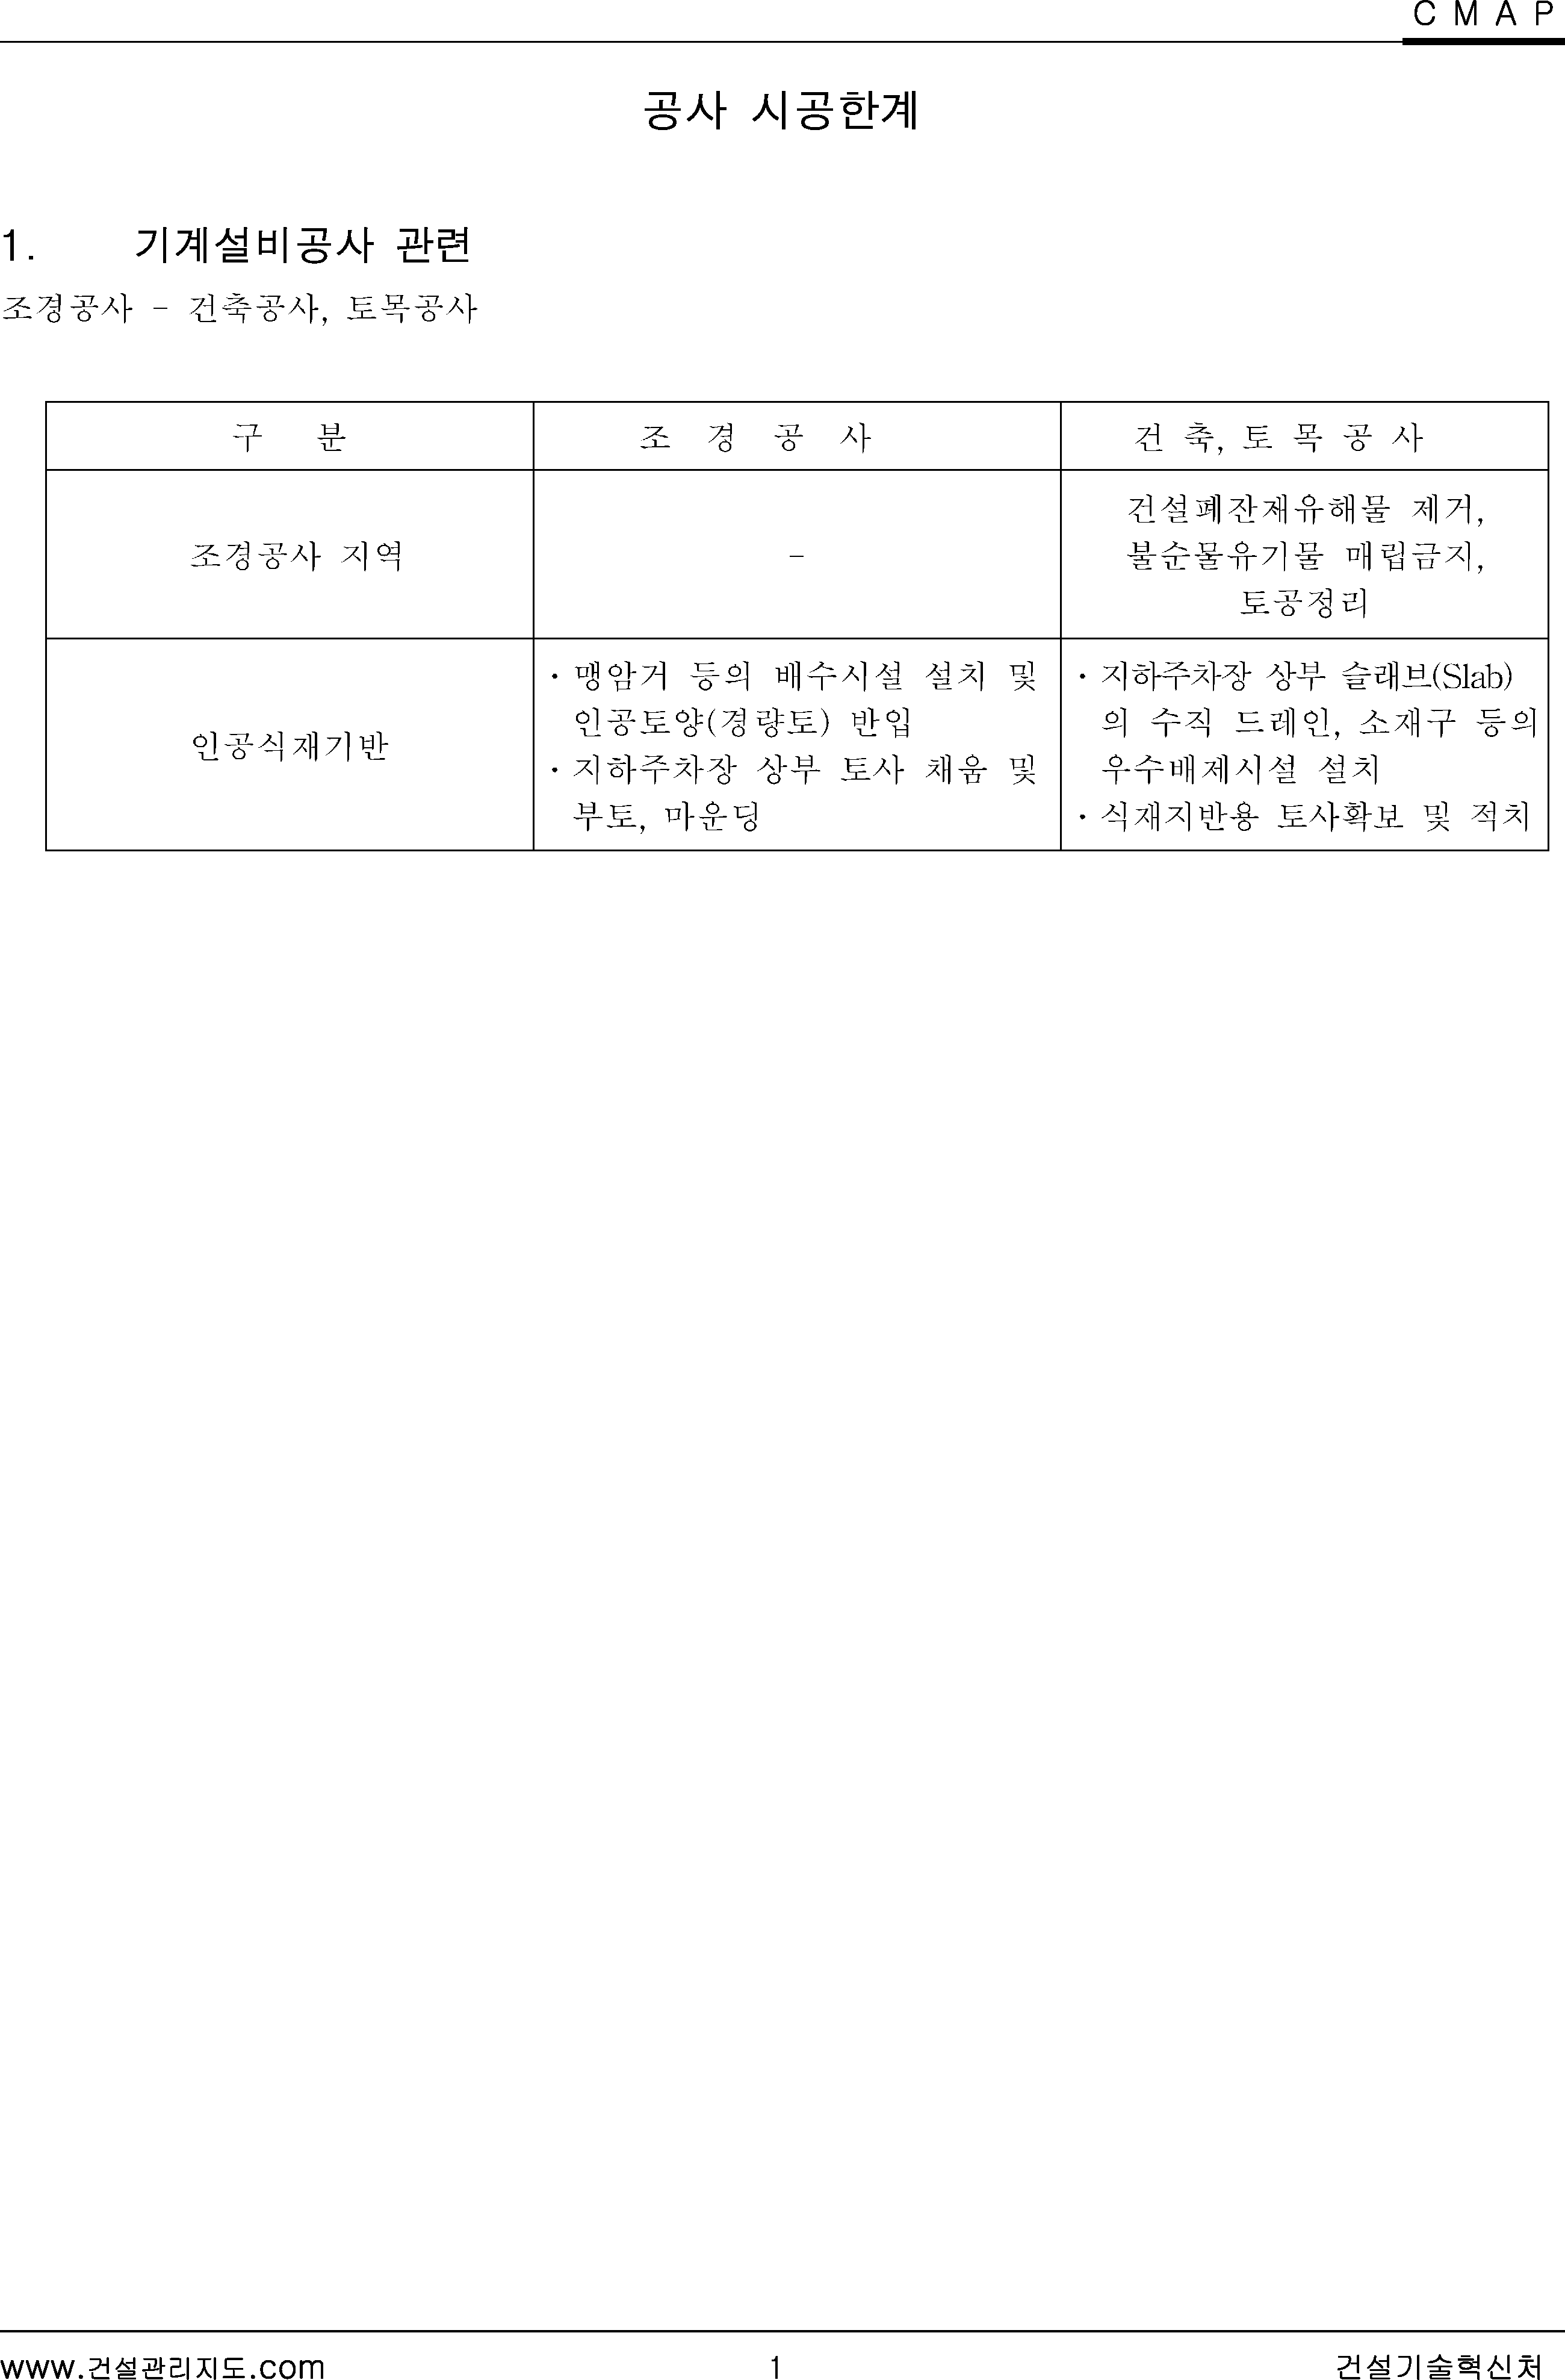 C M A P
공사 시공한계
1. 기계설비공사 관련
조경공사 - 건축공사, 토목공사
구 분 조 경 공 사 건 축, 토 목 공 사
조경공사 지역
-
건설폐잔재유해물 제거,
불순물유기물 매립금지,
토공정리
인공식재기반
· 맹암거 등의 배수시설 설치 및
인공토양(경량토) 반입
· 지하주차장 상부 토사 채움 및
부토, 마운딩
· 지하주차장 상부 슬래브(Slab)
의 수직 드레인, 소재구 등의
우수배제시설 설치
· 식재지반용 토사확보 및 적치
www.건설관리지도.com 1 건설기술혁신처